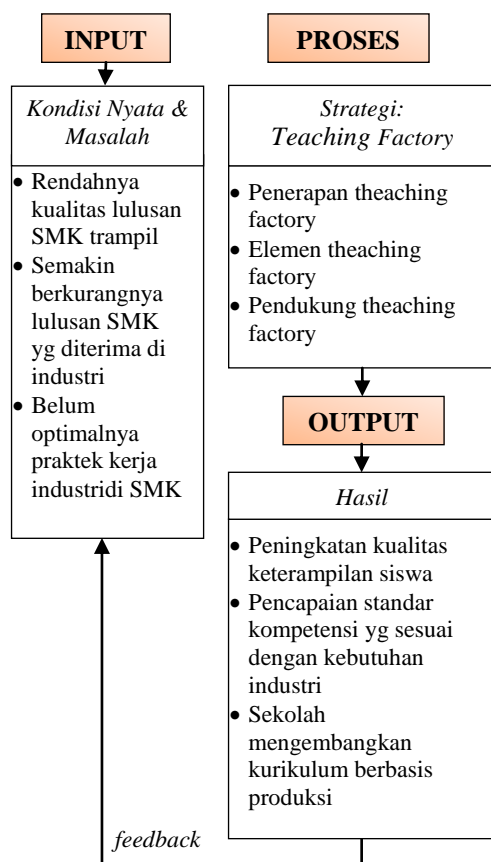 INPUT
Kondisi Nyata &
Masalah
• Rendahnya
kualitas lulusan
SMK trampil
• Semakin
berkurangnya
lulusan SMK
yg diterima di
industri
• Belum
optimalnya
praktek kerja
industridi SMK
PROSES
Strategi:
Teaching Factory
• Penerapan theaching
factory
• Elemen theaching
factory
• Pendukung theaching
factory
OUTPUT
Hasil
• Peningkatan kualitas
keterampilan siswa
• Pencapaian standar
kompetensi yg sesuai
dengan kebutuhan
industri
• Sekolah
mengembangkan
kurikulum berbasis
produksi
feedback